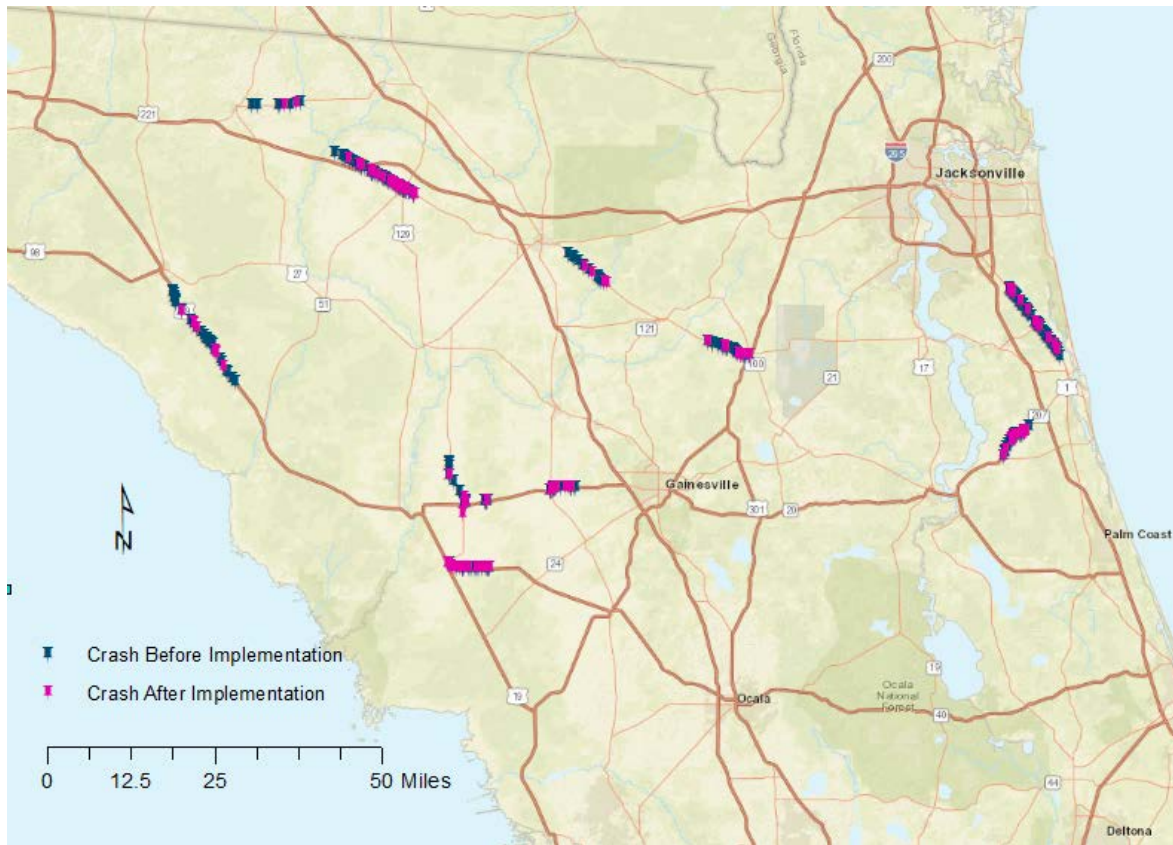 Georgia
Florida
200
221
295
Jacksonville
129
98
27
51
121
100
21
17
1
207
Gainesville
301
20
24
Palm Coast
N
Crash Before Implementation
Crash After Implementation
19
Ocala
Ocala
National
Forest
19
40
0 12.5 25 50 Miles
44
Deltona